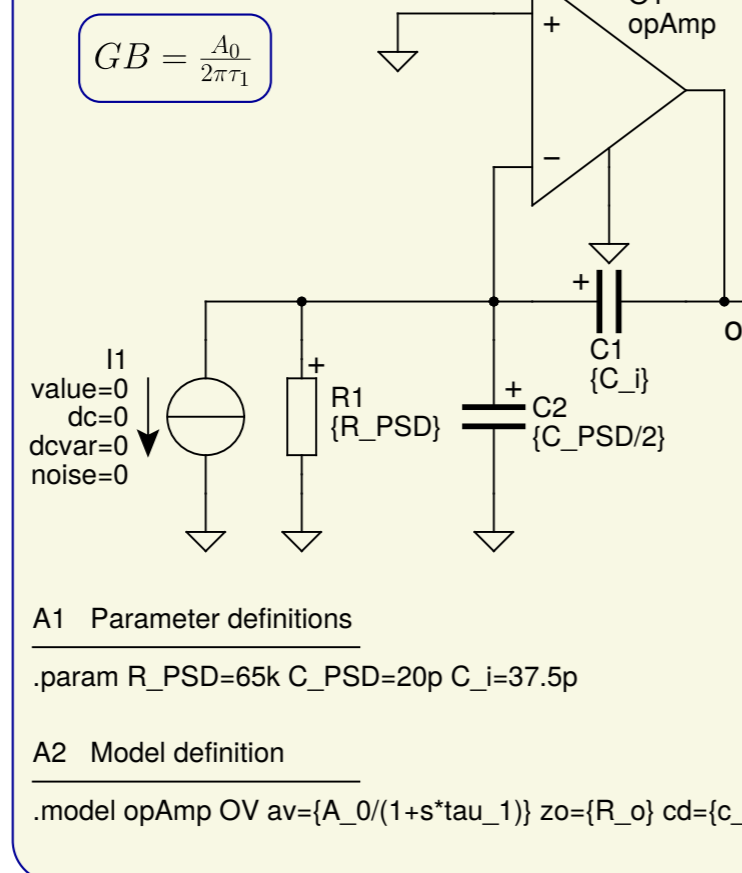 opAmp
GB = A_0 / 2πτ_1
+
−
+
C1
{C_i}
I1
value=0
dc=0
dcvar=0
noise=0
+
R1
{R_PSD}
+
C2
{C_PSD/2}
A1 Parameter definitions
.param R_PSD=65k C_PSD=20p C_i=37.5p
A2 Model definition
.model opAmp OV av={A_0/(1+s*tau_1)} zo={R_o} cd={c_